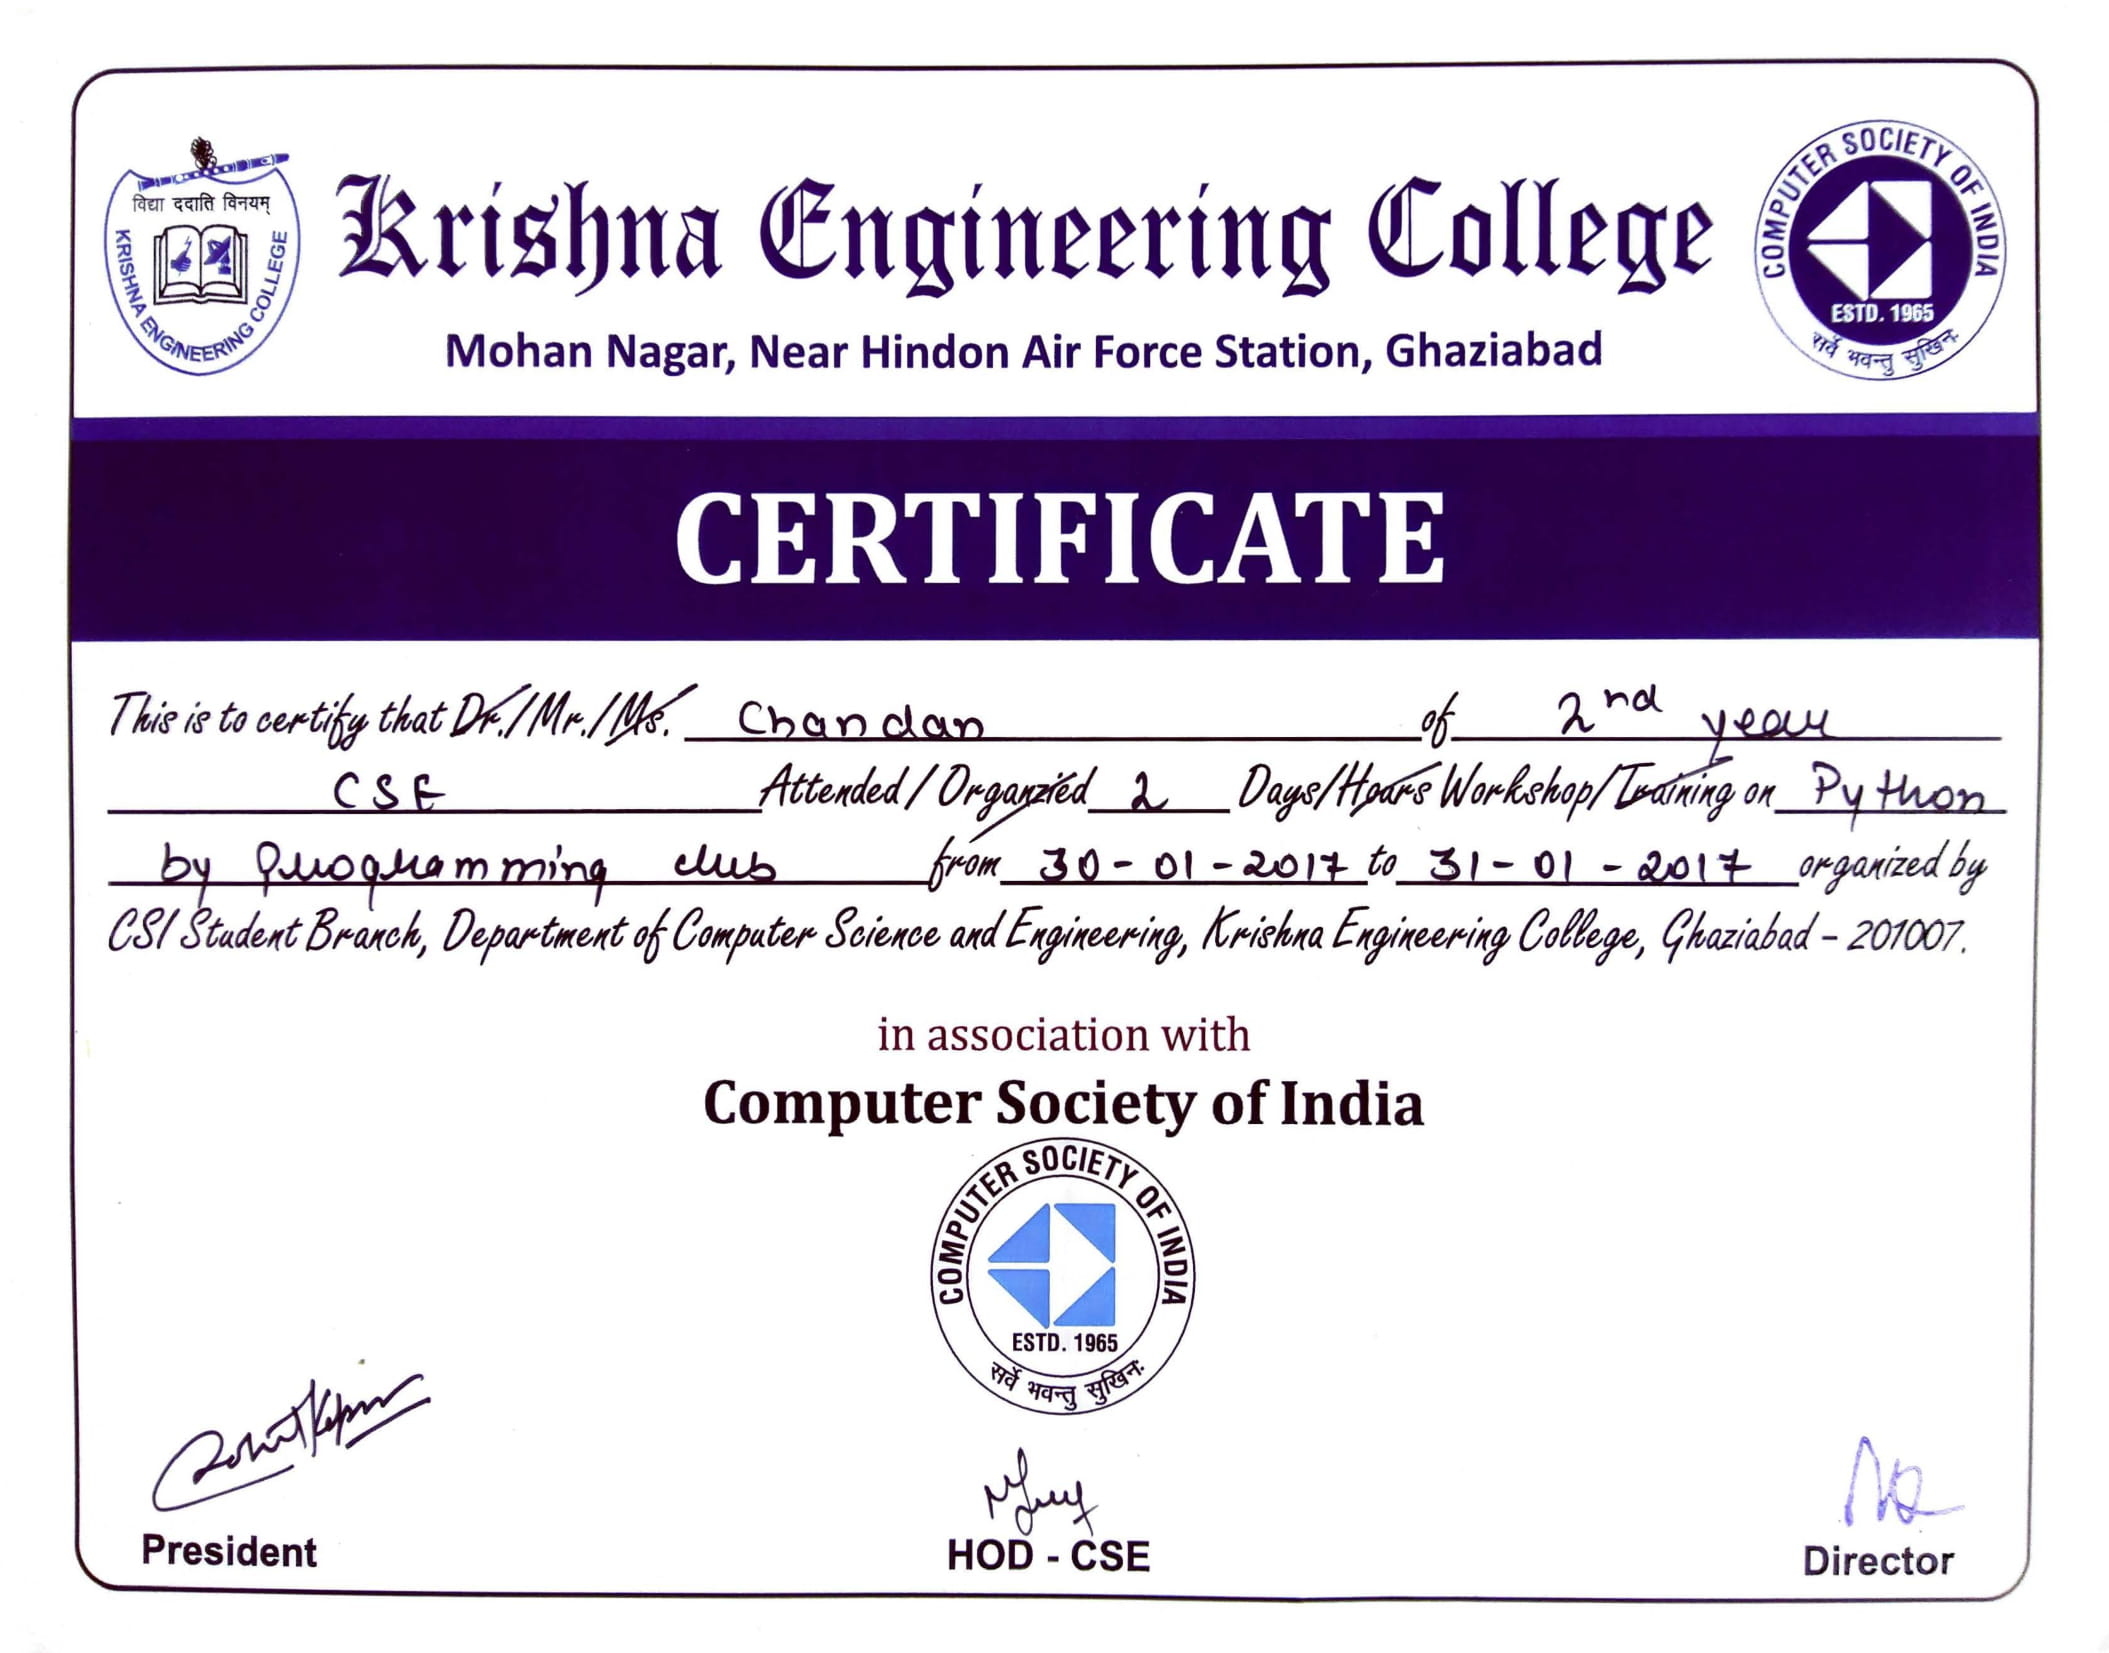 विद्या ददाति विनयम्
KRISHNA ENGINEERING COLLEGE
Krishna Engineering College
Mohan Nagar, Near Hindon Air Force Station, Ghaziabad
COMPUTER SOCIETY OF INDIA
ESTD. 1965
सर्वे भवन्तु सुखिनः
CERTIFICATE
This is to certify that Dr./Mr./Ms. Chandan of 2nd year
CSE Attended/Organzied 2 Days/Hours Workshop/Training on Python
by Programming club from 30-01-2017 to 31-01-2017 organized by
CSI Student Branch, Department of Computer Science and Engineering, Krishna Engineering College, Ghaziabad - 201007.
in association with
Computer Society of India
COMPUTER SOCIETY OF INDIA
ESTD. 1965
सर्वे भवन्तु सुखिनः
President
HOD - CSE
Director